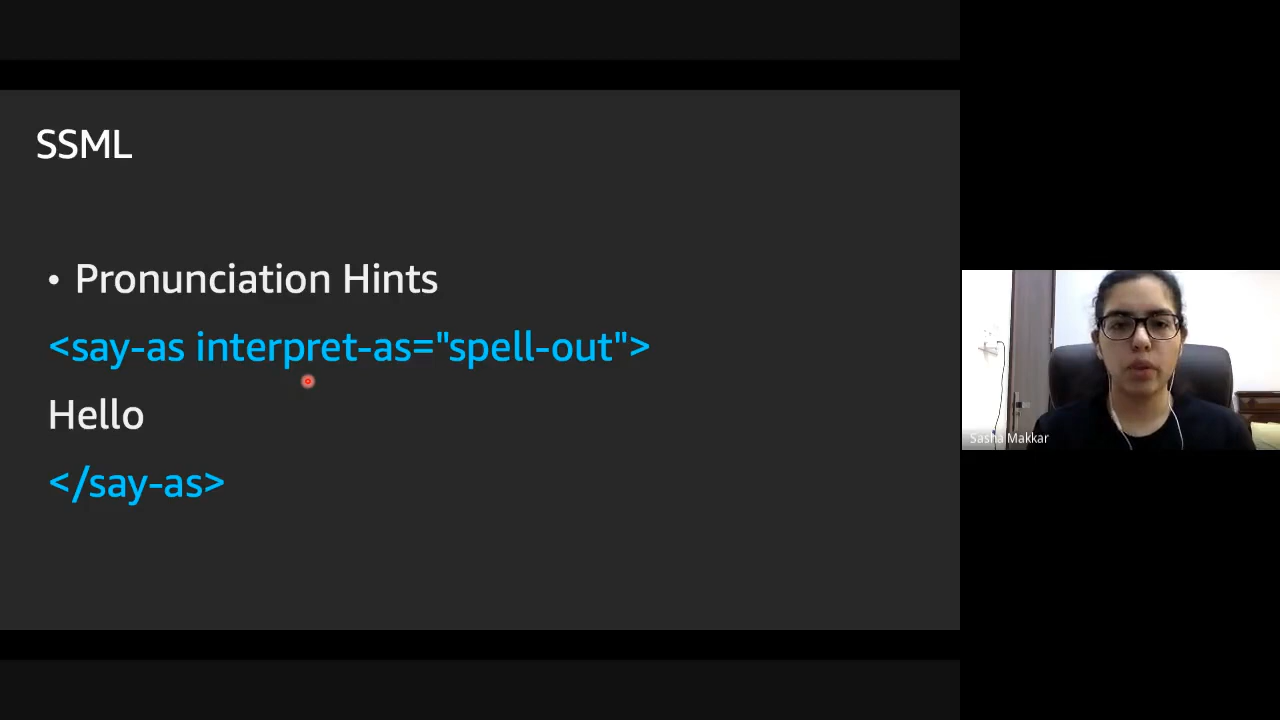 SSML
• Pronunciation Hints
<say-as interpret-as="spell-out">
Hello
</say-as>
Sasha Makkar